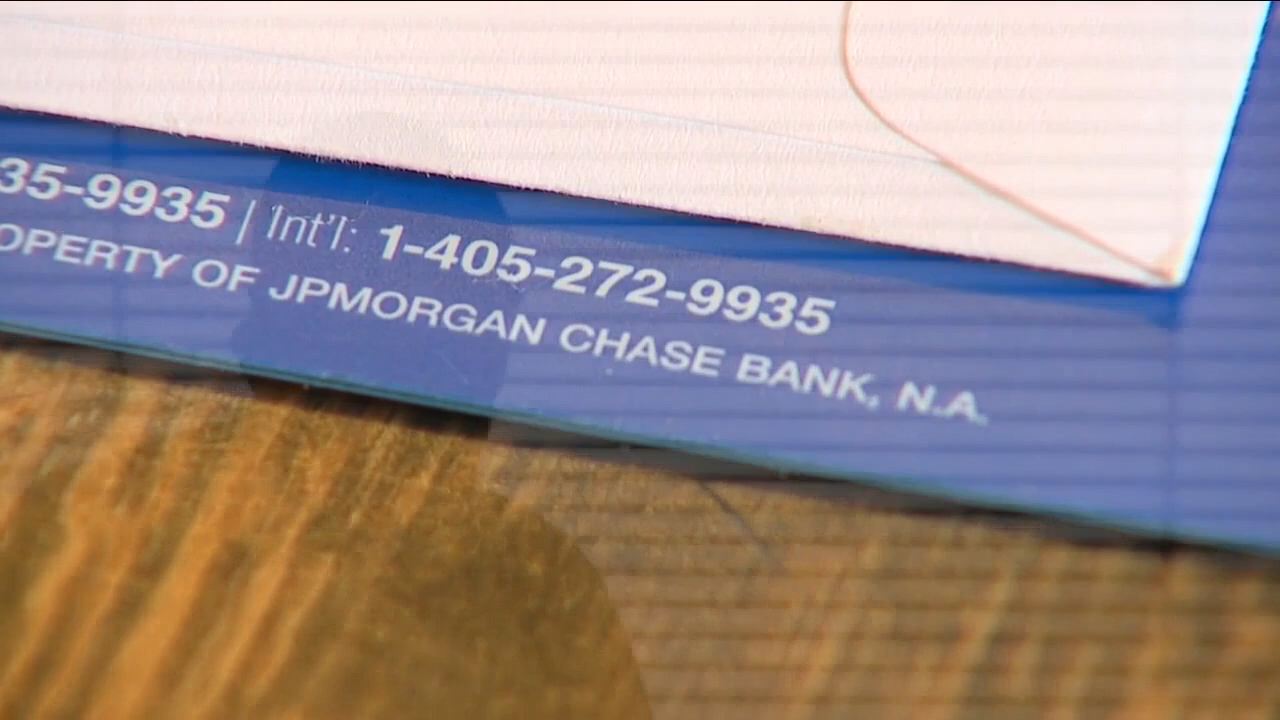 35-9935 | Int'l: 1-405-272-9935
OPERTY OF JPMORGAN CHASE BANK, N.A.